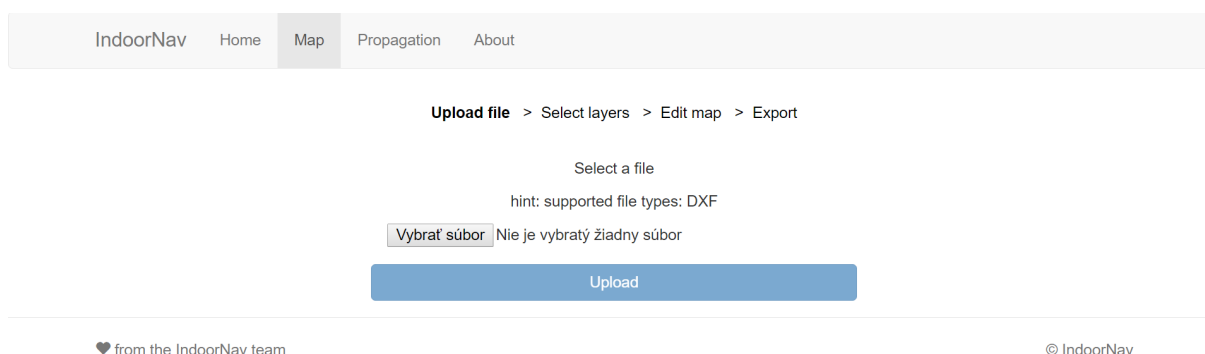 IndoorNav Home Map Propagation About
Upload file > Select layers > Edit map > Export
Select a file
hint: supported file types: DXF
Vybrať súbor Nie je vybratý žiadny súbor
Upload
from the IndoorNav team © IndoorNav